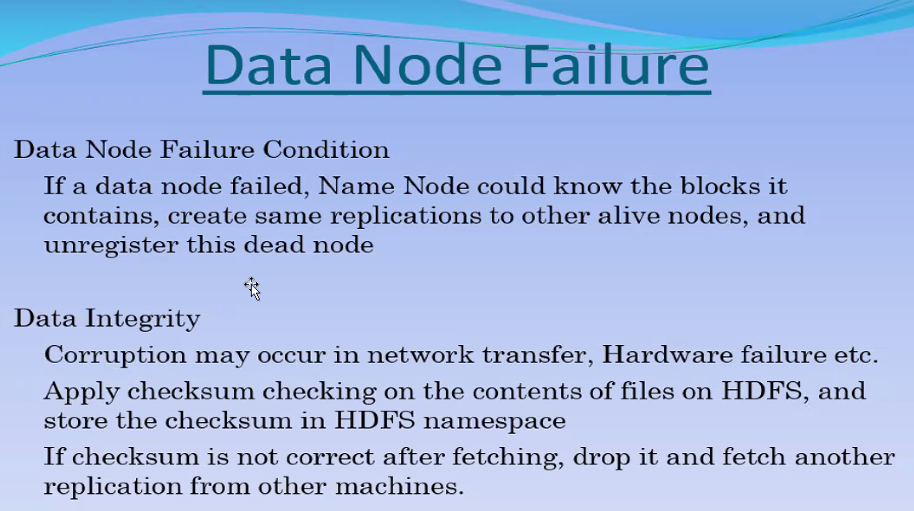 Data Node Failure
Data Node Failure Condition
If a data node failed, Name Node could know the blocks it
contains, create same replications to other alive nodes, and
unregister this dead node
Data Integrity
Corruption may occur in network transfer, Hardware failure etc.
Apply checksum checking on the contents of files on HDFS, and
store the checksum in HDFS namespace
If checksum is not correct after fetching, drop it and fetch another
replication from other machines.